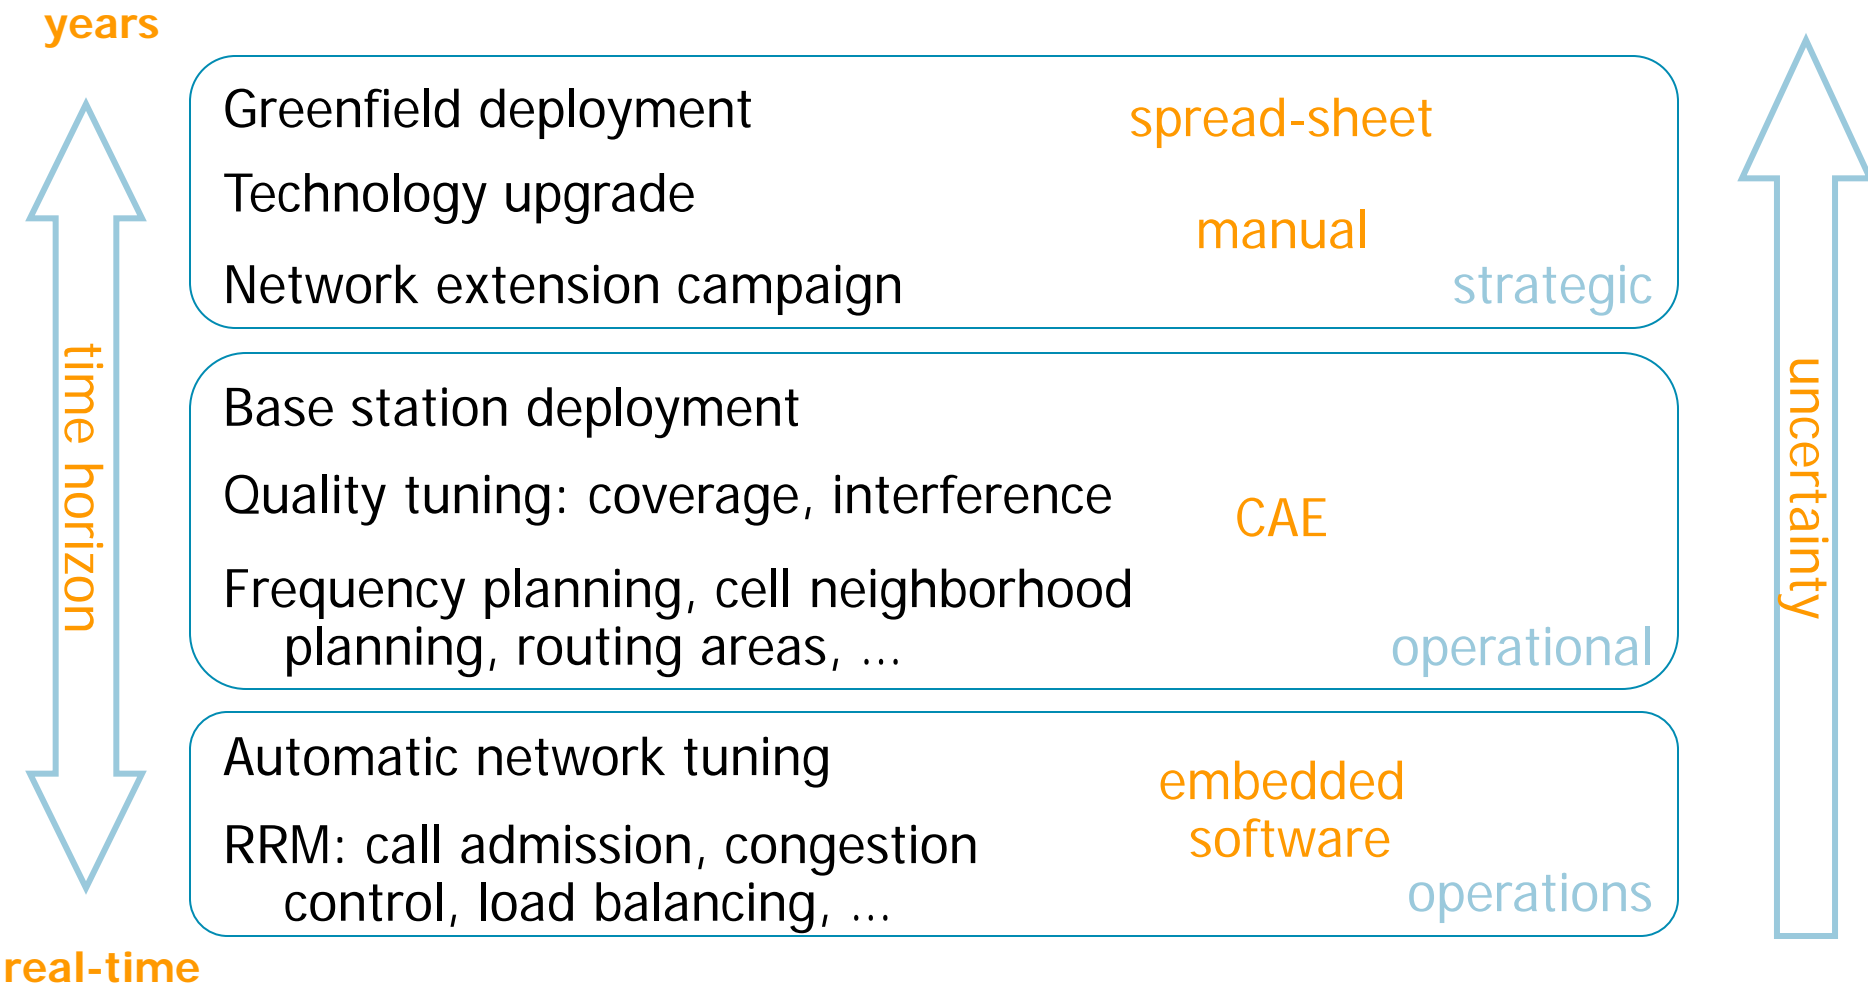 years
Greenfield deployment
spread-sheet
Technology upgrade
manual
Network extension campaign
strategic
time horizon
uncertainty
Base station deployment
Quality tuning: coverage, interference
CAE
Frequency planning, cell neighborhood
planning, routing areas, ...
operational
Automatic network tuning
embedded
software
RRM: call admission, congestion
control, load balancing, ...
operations
real-time